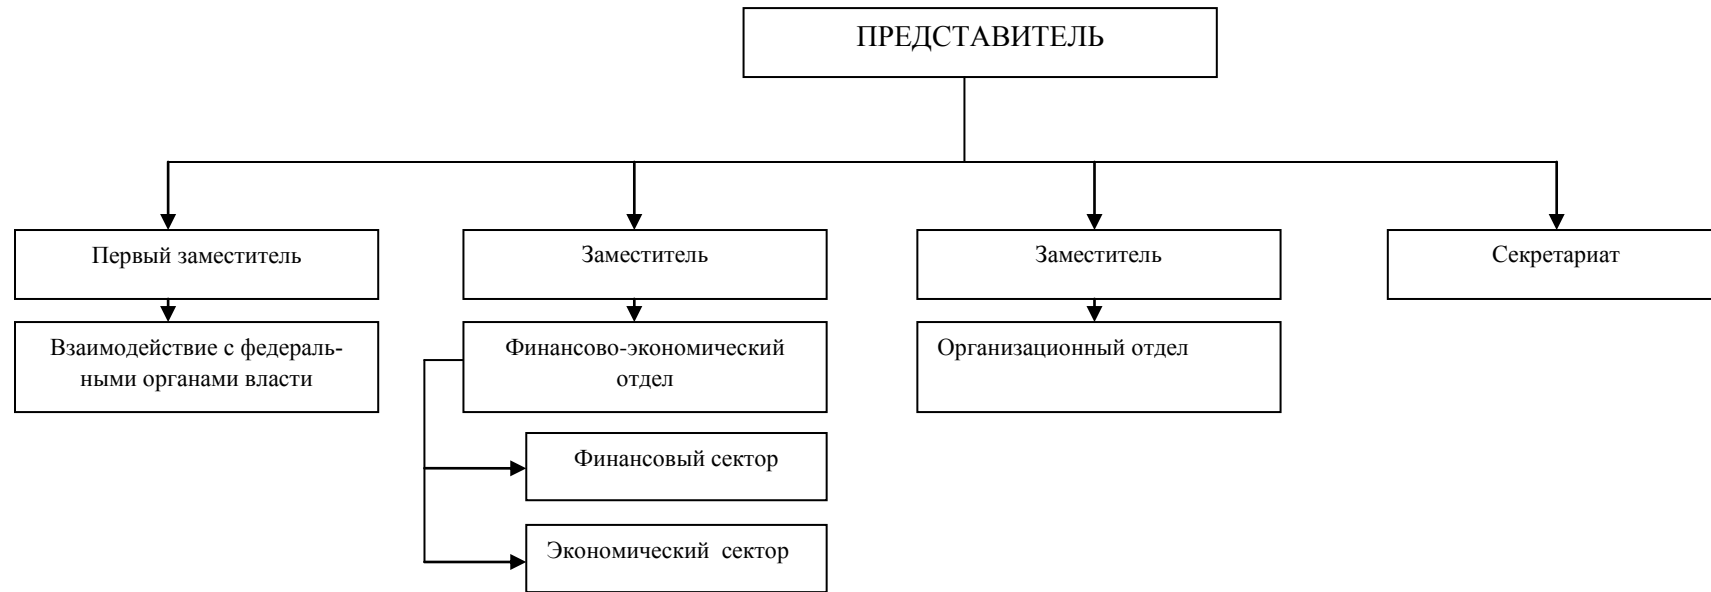 ПРЕДСТАВИТЕЛЬ
Первый заместитель
Заместитель
Заместитель
Секретариат
Взаимодействие с федераль-
ными органами власти
Финансово-экономический
отдел
Организационный отдел
Финансовый сектор
Экономический сектор